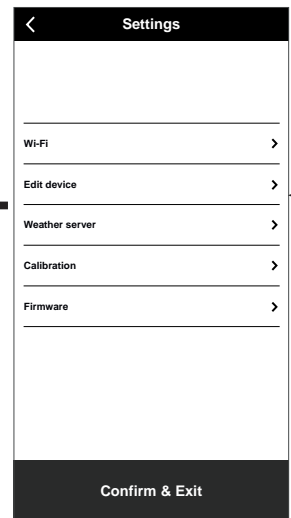 Settings
Wi-Fi
Edit device
Weather server
Calibration
Firmware
Confirm & Exit